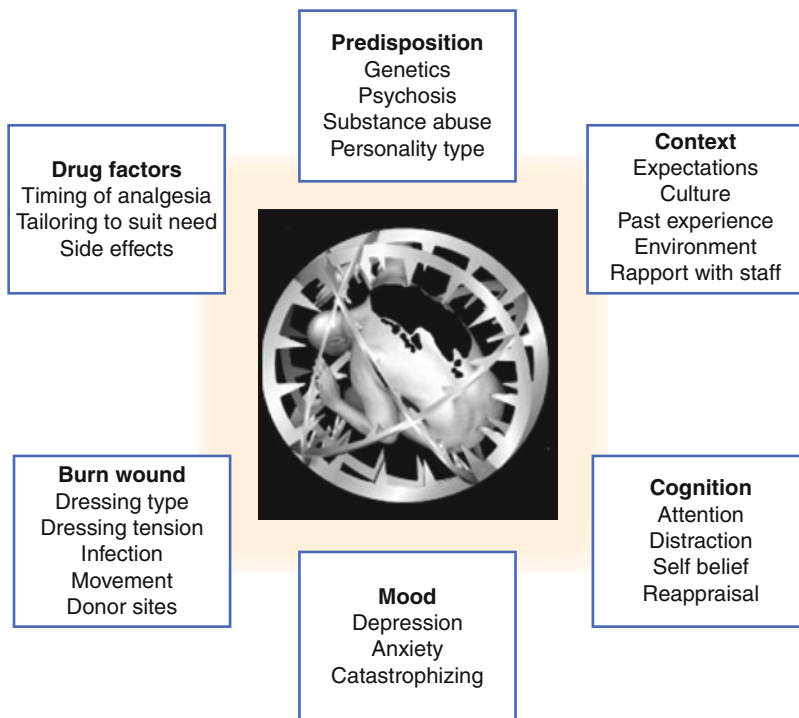 Predisposition
Genetics
Psychosis
Substance abuse
Personality type
Drug factors
Timing of analgesia
Tailoring to suit need
Side effects
Context
Expectations
Culture
Past experience
Environment
Rapport with staff
Burn wound
Dressing type
Dressing tension
Infection
Movement
Donor sites
Mood
Depression
Anxiety
Catastrophizing
Cognition
Attention
Distraction
Self belief
Reappraisal